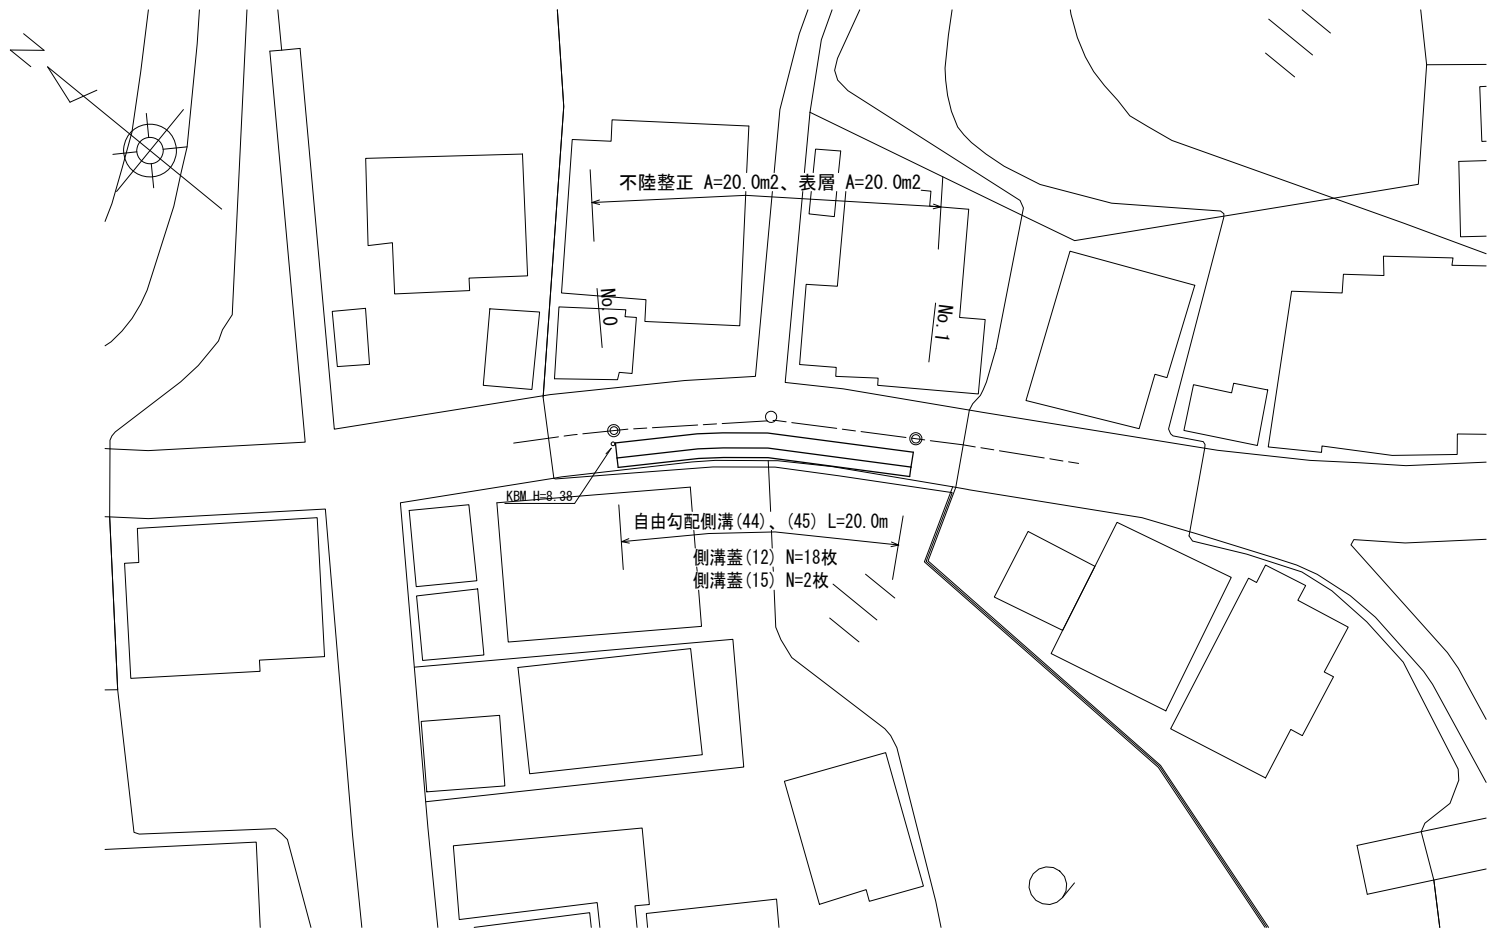 N
不陸整正 A=20.0m2、表層 A=20.0m2
No.0
No.1
KBM H=8.38
自由勾配側溝(44)、(45) L=20.0m
側溝蓋(12) N=18枚
側溝蓋(15) N=2枚